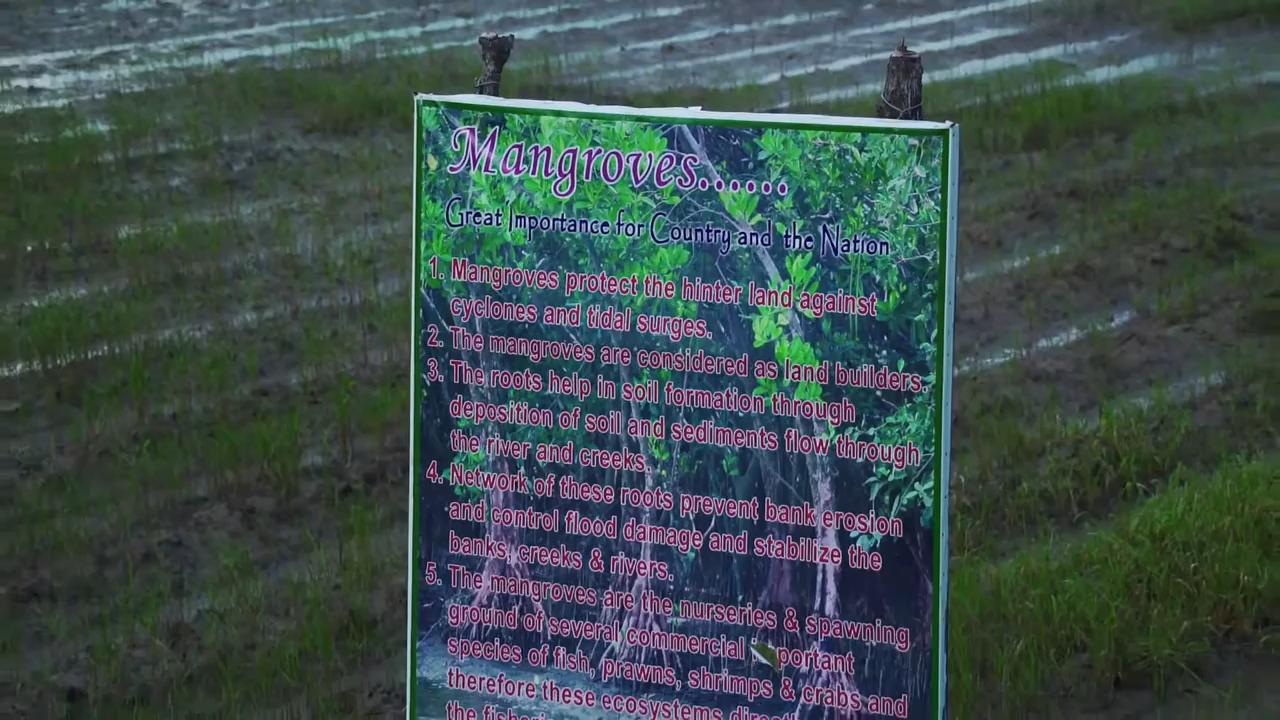 Mangroves......
Great Importance for Country and the Nation
1. Mangroves protect the hinter land against
cyclones and tidal surges.
2. The mangroves are considered as land builders.
3. The roots help in soil formation through
deposition of soil and sediments flow through
the river and creeks.
4. Network of these roots prevent bank erosion
and control flood damage and stabilize the
banks, creeks & rivers.
5. The mangroves are the nurseries & spawning
ground of several commercial portant
species of fish, prawns, shrimps & crabs and
therefore these ecosystems
the